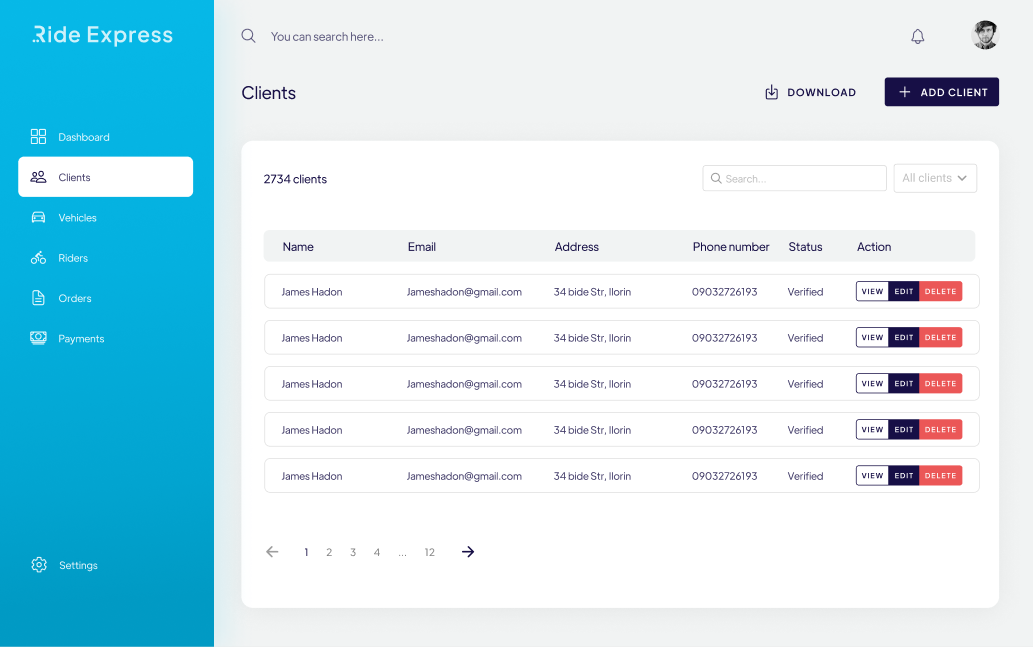 Ride Express
You can search here...
Clients
DOWNLOAD
ADD CLIENT
Dashboard
Clients
Vehicles
Riders
Orders
Payments
Settings
2734 clients
Search...
All clients
Name Email Address Phone number Status Action
James Hadon Jameshadon@gmail.com 34 bide Str, Ilorin 09032726193 Verified VIEW EDIT DELETE
James Hadon Jameshadon@gmail.com 34 bide Str, Ilorin 09032726193 Verified VIEW EDIT DELETE
James Hadon Jameshadon@gmail.com 34 bide Str, Ilorin 09032726193 Verified VIEW EDIT DELETE
James Hadon Jameshadon@gmail.com 34 bide Str, Ilorin 09032726193 Verified VIEW EDIT DELETE
James Hadon Jameshadon@gmail.com 34 bide Str, Ilorin 09032726193 Verified VIEW EDIT DELETE
1 2 3 4 ... 12